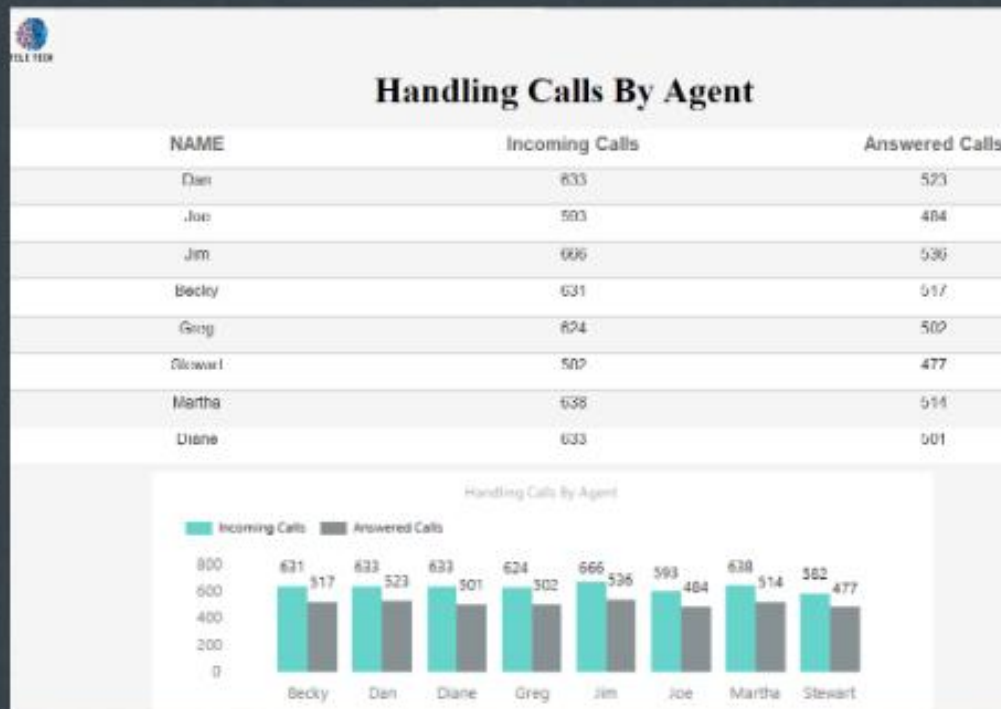 TELE TECH
Handling Calls By Agent
NAME Incoming Calls Answered Calls
Dan 633 523
Joe 593 484
Jim 666 536
Becky 631 517
Greg 624 502
Stewart 582 477
Martha 638 514
Diane 633 501
Handling Calls By Agent
Incoming Calls Answered Calls
800
600
400
200
0
631 517 633 523 633 501 624 502 666 536 593 484 638 514 582 477
Becky Dan Diane Greg Jim Joe Martha Stewart